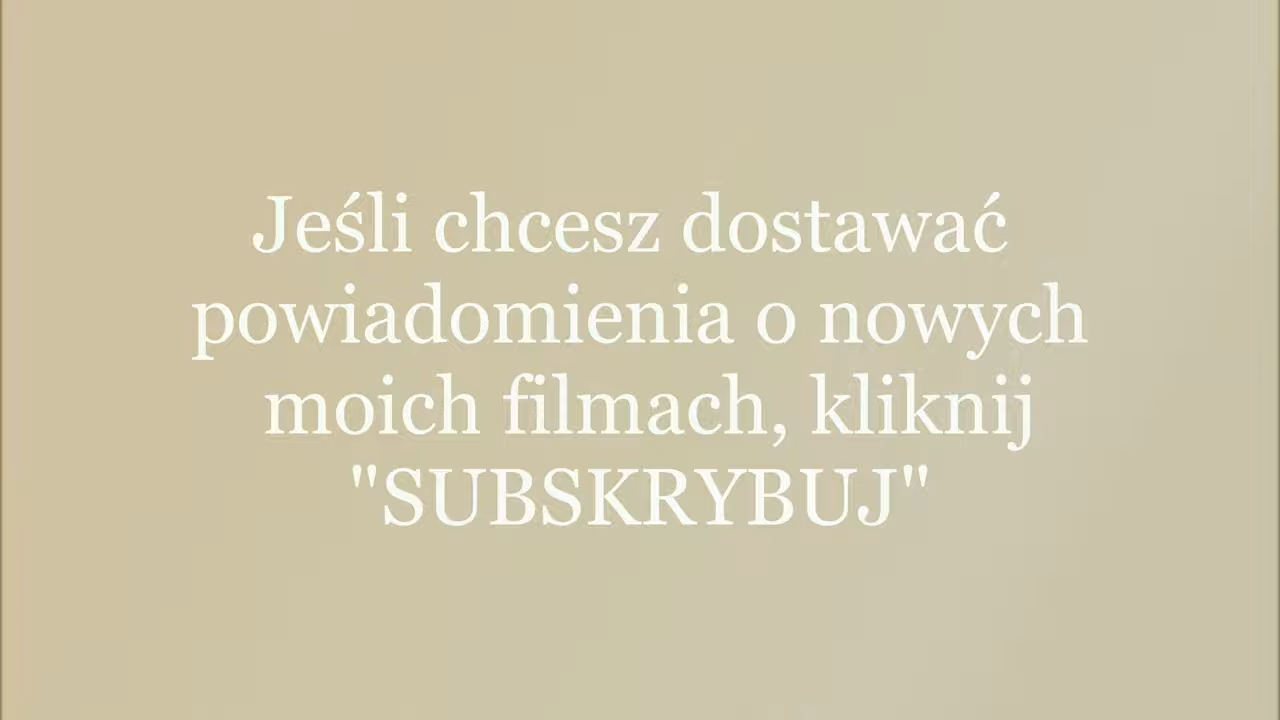 Jeśli chcesz dostawać
powiadomienia o nowych
moich filmach, kliknij
"SUBSKRYBUJ"